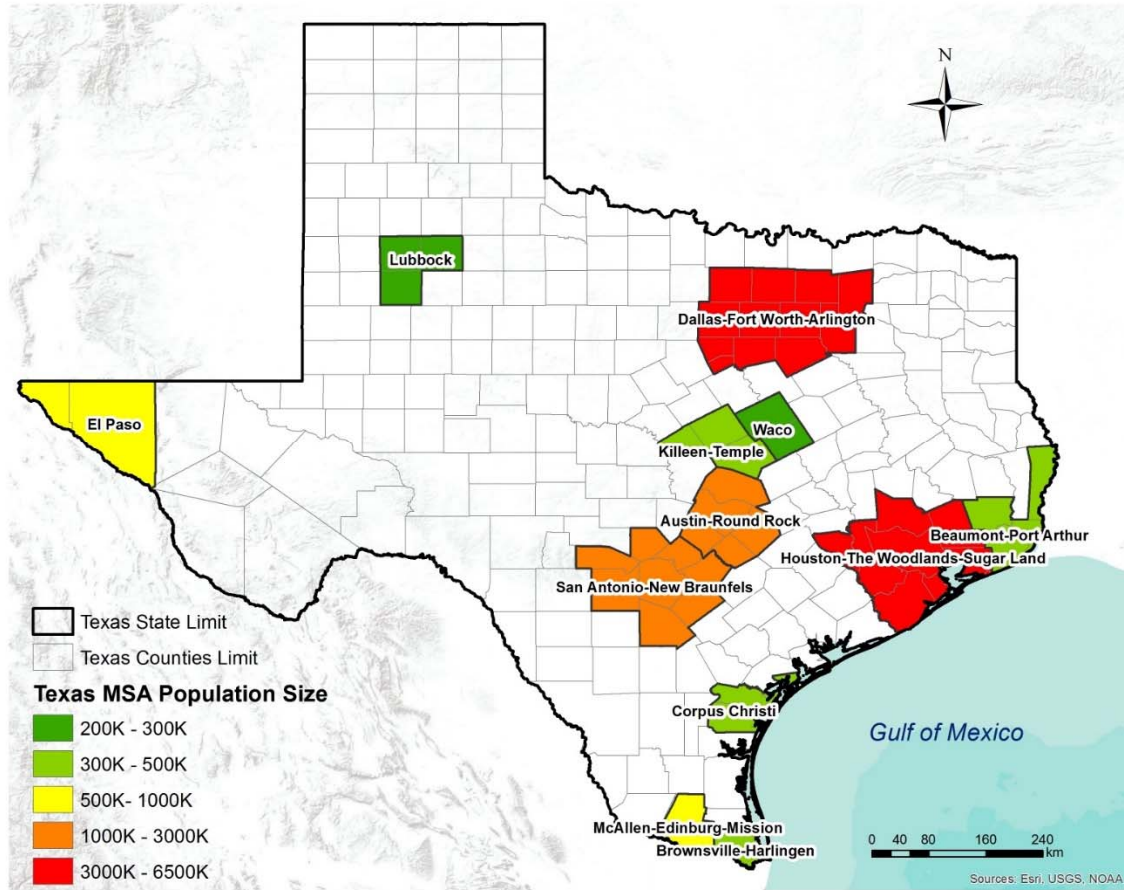 N
Lubbock
Dallas-Fort Worth-Arlington
El Paso
Waco
Killeen-Temple
Austin-Round Rock
Beaumont-Port Arthur
Houston-The Woodlands-Sugar Land
San Antonio-New Braunfels
Texas State Limit
Texas Counties Limit
Texas MSA Population Size
200K - 300K
300K - 500K
500K- 1000K
1000K - 3000K
3000K - 6500K
Corpus Christi
Gulf of Mexico
McAllen-Edinburg-Mission
Brownsville-Harlingen
0 40 80 160 240
km
Sources: Esri, USGS, NOAA